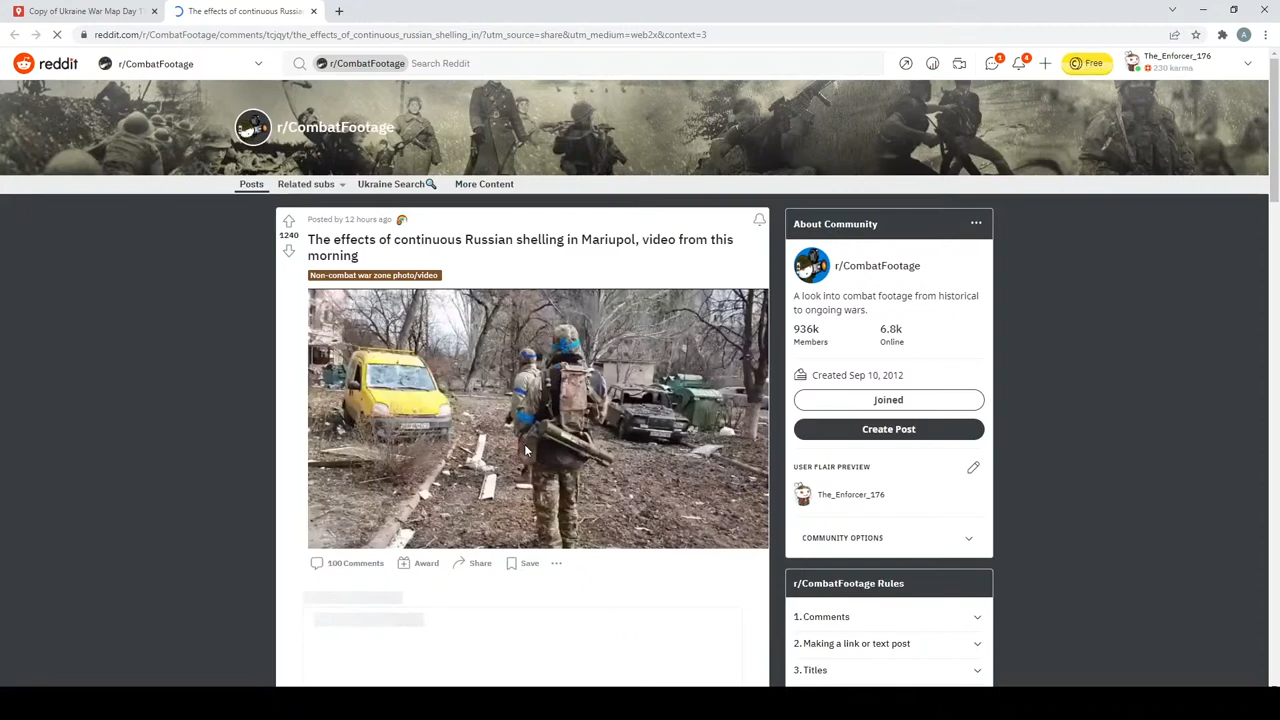 Copy of Ukraine War Map Day 1
The effects of continuous Russia
reddit.com/r/CombatFootage/comments/tcjqyt/the_effects_of_continuous_russian_shelling_in/?utm_source=share&utm_medium=web2x&context=3
A
reddit
r/CombatFootage
r/CombatFootage
Search Reddit
1
4
Free
The_Enforcer_176
230 karma
r/CombatFootage
Posts
Related subs
Ukraine Search🔍
More Content
Posted by 12 hours ago
1240
The effects of continuous Russian shelling in Mariupol, video from this
morning
Non-combat war zone photo/video
100 Comments
Award
Share
Save
About Community
r/CombatFootage
A look into combat footage from historical
to ongoing wars.
936k
6.8k
Members
Online
Created Sep 10, 2012
Joined
Create Post
USER FLAIR PREVIEW
The_Enforcer_176
COMMUNITY OPTIONS
r/CombatFootage Rules
1. Comments
2. Making a link or text post
3. Titles